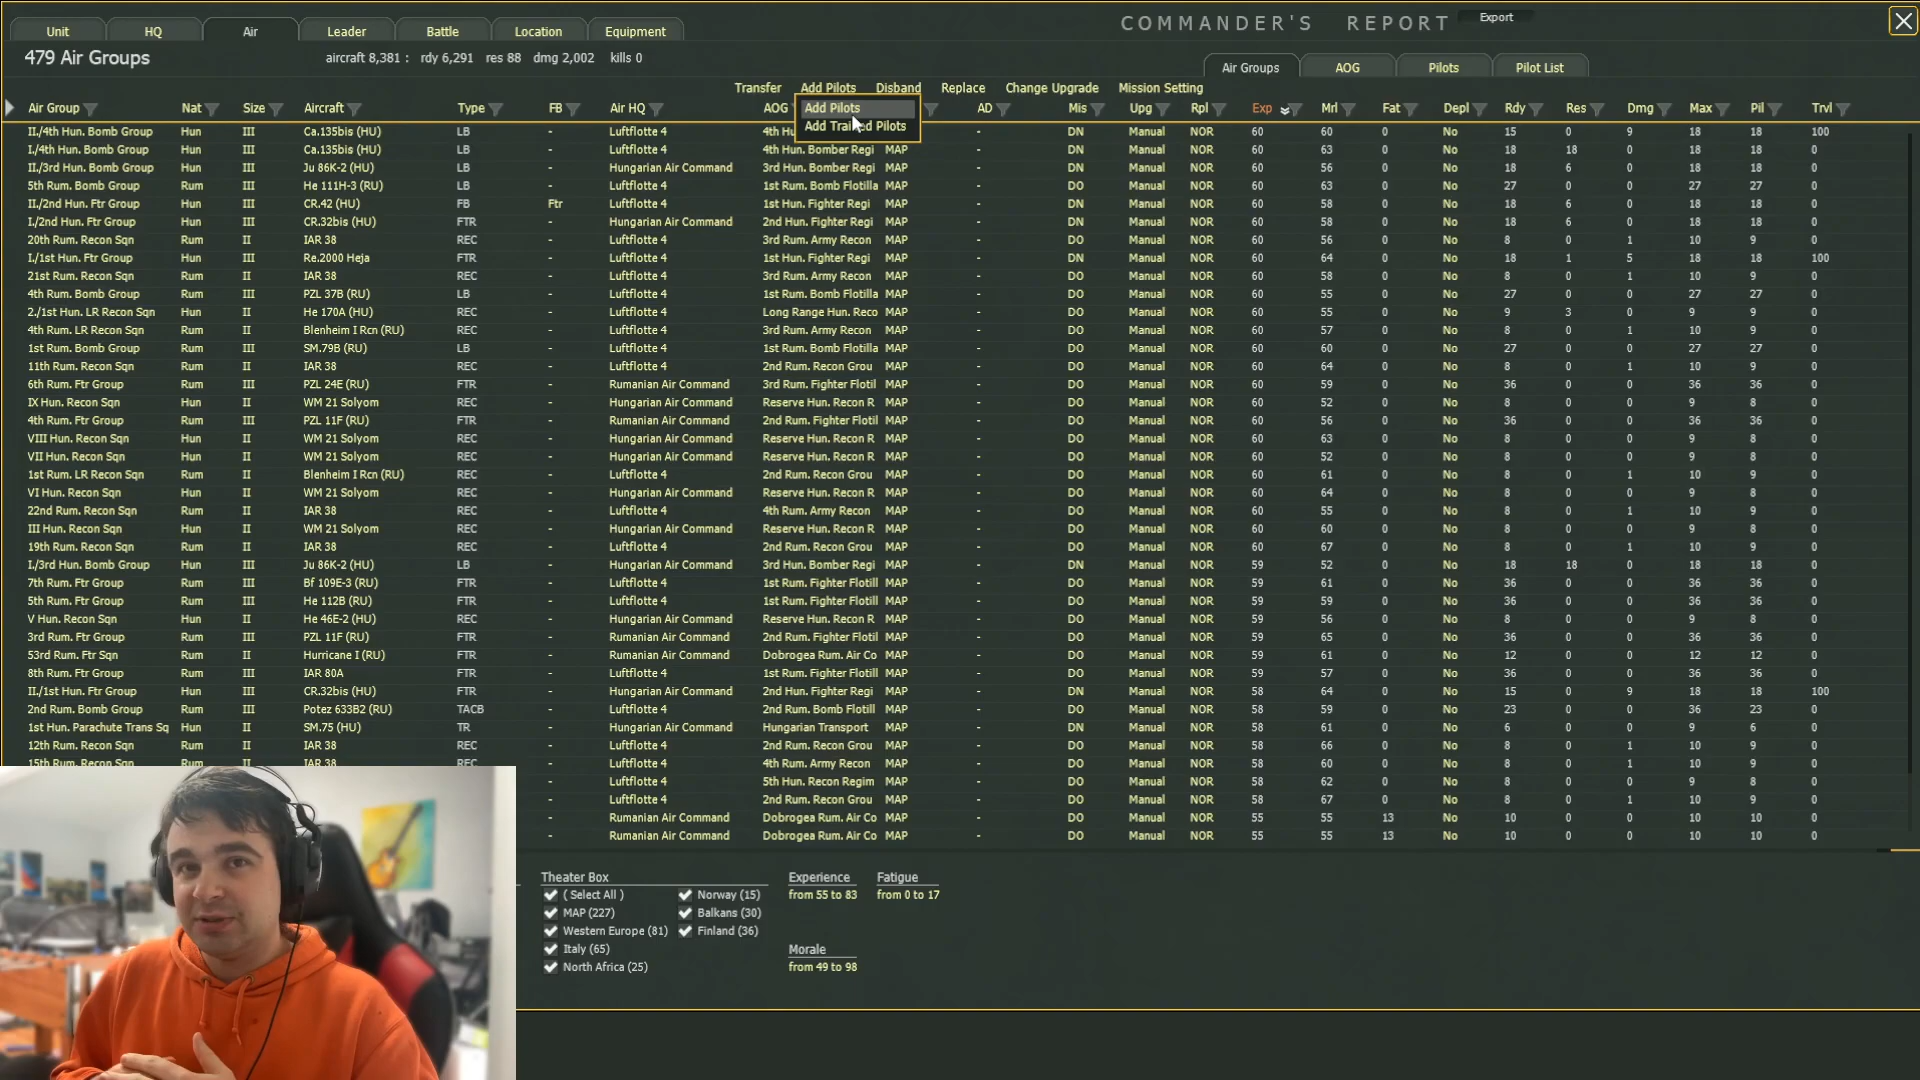 Unit HQ Air Leader Battle Location Equipment COMMANDER'S REPORT Export
479 Air Groups aircraft 8,381 : rdy 6,291 res 88 dmg 2,002 kills 0 Air Groups AOG Pilots Pilot List
Transfer Add Pilots Disband Replace Change Upgrade Mission Setting
Air Group Nat Size Aircraft Type FB Air HQ AOG AD Mis Upg Rpl Exp Mrl Fat Depl Rdy Res Dmg Max Pil Trvl
Add Pilots
Add Trained Pilots
II./4th Hun. Bomb Group Hun III Ca.135bis (HU) LB - Luftflotte 4 4th Hu - DN Manual NOR 60 60 0 No 15 0 9 18 18 100
I./4th Hun. Bomb Group Hun III Ca.135bis (HU) LB - Luftflotte 4 4th Hun. Bomber Regi MAP - DN Manual NOR 60 63 0 No 18 18 0 18 18 0
II./3rd Hun. Bomb Group Hun III Ju 86K-2 (HU) LB - Hungarian Air Command 3rd Hun. Bomber Regi MAP - DN Manual NOR 60 56 0 No 18 6 0 18 18 0
5th Rum. Bomb Group Rum III He 111H-3 (RU) LB - Luftflotte 4 1st Rum. Bomb Flotilla MAP - DO Manual NOR 60 63 0 No 27 0 0 27 27 0
II./2nd Hun. Ftr Group Hun III CR.42 (HU) FB Ftr Luftflotte 4 1st Hun. Fighter Regi MAP - DN Manual NOR 60 58 0 No 18 6 0 18 18 0
I./2nd Hun. Ftr Group Hun III CR.32bis (HU) FTR - Hungarian Air Command 2nd Hun. Fighter Regi MAP - DN Manual NOR 60 58 0 No 18 6 0 18 18 0
20th Rum. Recon Sqn Rum II IAR 38 REC - Luftflotte 4 3rd Rum. Army Recon MAP - DO Manual NOR 60 56 0 No 8 0 1 10 9 0
I./1st Hun. Ftr Group Hun III Re.2000 Heja FTR - Luftflotte 4 1st Hun. Fighter Regi MAP - DN Manual NOR 60 64 0 No 18 1 5 18 18 100
21st Rum. Recon Sqn Rum II IAR 38 REC - Luftflotte 4 3rd Rum. Army Recon MAP - DO Manual NOR 60 58 0 No 8 0 1 10 9 0
4th Rum. Bomb Group Rum III PZL 37B (RU) LB - Luftflotte 4 1st Rum. Bomb Flotilla MAP - DO Manual NOR 60 55 0 No 27 0 0 27 27 0
2./1st Hun. LR Recon Sqn Hun II He 170A (HU) REC - Luftflotte 4 Long Range Hun. Reco MAP - DO Manual NOR 60 55 0 No 9 3 0 9 9 0
4th Rum. LR Recon Sqn Rum II Blenheim I Rcn (RU) REC - Luftflotte 4 3rd Rum. Army Recon MAP - DO Manual NOR 60 57 0 No 8 0 1 10 9 0
1st Rum. Bomb Group Rum III SM.79B (RU) LB - Luftflotte 4 1st Rum. Bomb Flotilla MAP - DO Manual NOR 60 60 0 No 27 0 0 27 27 0
11th Rum. Recon Sqn Rum II IAR 38 REC - Luftflotte 4 2nd Rum. Recon Grou MAP - DO Manual NOR 60 64 0 No 8 0 1 10 9 0
6th Rum. Ftr Group Rum III PZL 24E (RU) FTR - Rumanian Air Command 3rd Rum. Fighter Flotil MAP - DO Manual NOR 60 59 0 No 36 0 0 36 36 0
IX Hun. Recon Sqn Hun II WM 21 Solyom REC - Hungarian Air Command Reserve Hun. Recon R MAP - DO Manual NOR 60 52 0 No 8 0 0 9 8 0
4th Rum. Ftr Group Rum III PZL 11F (RU) FTR - Rumanian Air Command 2nd Rum. Fighter Flotil MAP - DO Manual NOR 60 56 0 No 36 0 0 36 36 0
VIII Hun. Recon Sqn Hun II WM 21 Solyom REC - Hungarian Air Command Reserve Hun. Recon R MAP - DO Manual NOR 60 63 0 No 8 0 0 9 8 0
VII Hun. Recon Sqn Hun II WM 21 Solyom REC - Hungarian Air Command Reserve Hun. Recon R MAP - DO Manual NOR 60 52 0 No 8 0 0 9 8 0
1st Rum. LR Recon Sqn Rum II Blenheim I Rcn (RU) REC - Luftflotte 4 2nd Rum. Recon Grou MAP - DO Manual NOR 60 61 0 No 8 0 1 10 9 0
VI Hun. Recon Sqn Hun II WM 21 Solyom REC - Hungarian Air Command Reserve Hun. Recon R MAP - DO Manual NOR 60 64 0 No 8 0 0 9 8 0
22nd Rum. Recon Sqn Rum II IAR 38 REC - Luftflotte 4 4th Rum. Army Recon MAP - DO Manual NOR 60 55 0 No 8 0 1 10 9 0
III Hun. Recon Sqn Hun II WM 21 Solyom REC - Hungarian Air Command Reserve Hun. Recon R MAP - DO Manual NOR 60 60 0 No 8 0 0 9 8 0
19th Rum. Recon Sqn Rum II IAR 38 REC - Luftflotte 4 2nd Rum. Recon Grou MAP - DO Manual NOR 60 67 0 No 8 0 1 10 9 0
I./3rd Hun. Bomb Group Hun III Ju 86K-2 (HU) LB - Hungarian Air Command 3rd Hun. Bomber Regi MAP - DN Manual NOR 59 52 0 No 18 18 0 18 18 0
7th Rum. Ftr Group Rum III Bf 109E-3 (RU) FTR - Luftflotte 4 1st Rum. Fighter Flotill MAP - DO Manual NOR 59 61 0 No 36 0 0 36 36 0
5th Rum. Ftr Group Rum III He 112B (RU) FTR - Luftflotte 4 1st Rum. Fighter Flotill MAP - DO Manual NOR 59 59 0 No 36 0 0 36 36 0
V Hun. Recon Sqn Hun II He 46E-2 (HU) REC - Hungarian Air Command Reserve Hun. Recon R MAP - DO Manual NOR 59 56 0 No 8 0 0 9 8 0
3rd Rum. Ftr Group Rum III PZL 11F (RU) FTR - Rumanian Air Command 2nd Rum. Fighter Flotil MAP - DO Manual NOR 59 65 0 No 36 0 0 36 36 0
53rd Rum. Ftr Sqn Rum II Hurricane I (RU) FTR - Rumanian Air Command Dobrogea Rum. Air Co MAP - DO Manual NOR 59 61 0 No 12 0 0 12 12 0
8th Rum. Ftr Group Rum III IAR 80A FTR - Luftflotte 4 1st Rum. Fighter Flotill MAP - DO Manual NOR 59 57 0 No 36 0 0 36 36 0
II./1st Hun. Ftr Group Hun III CR.32bis (HU) FTR - Hungarian Air Command 2nd Hun. Fighter Regi MAP - DN Manual NOR 58 64 0 No 15 0 9 18 18 100
2nd Rum. Bomb Group Rum III Potez 633B2 (RU) TACB - Luftflotte 4 2nd Rum. Bomb Flotill MAP - DO Manual NOR 58 59 0 No 23 0 0 36 23 0
1st Hun. Parachute Trans Sq Hun II SM.75 (HU) TR - Hungarian Air Command Hungarian Transport MAP - DN Manual NOR 58 61 0 No 6 0 0 9 6 0
12th Rum. Recon Sqn Rum II IAR 38 REC - Luftflotte 4 2nd Rum. Recon Grou MAP - DO Manual NOR 58 66 0 No 8 0 1 10 9 0
15th Rum. Recon Sqn Rum II IAR 38 REC - Luftflotte 4 4th Rum. Army Recon MAP - DO Manual NOR 58 60 0 No 8 0 1 10 9 0
- Luftflotte 4 5th Hun. Recon Regim MAP - DO Manual NOR 58 62 0 No 8 0 0 9 8 0
- Luftflotte 4 2nd Rum. Recon Grou MAP - DO Manual NOR 58 67 0 No 8 0 1 10 9 0
- Rumanian Air Command Dobrogea Rum. Air Co MAP - DO Manual NOR 55 55 13 No 10 0 0 10 10 0
- Rumanian Air Command Dobrogea Rum. Air Co MAP - DO Manual NOR 55 55 13 No 10 0 0 10 10 0
Theater Box Experience Fatigue
( Select All ) Norway (15) from 55 to 83 from 0 to 17
MAP (227) Balkans (30)
Western Europe (81) Finland (36)
Italy (65) Morale
North Africa (25) from 49 to 98